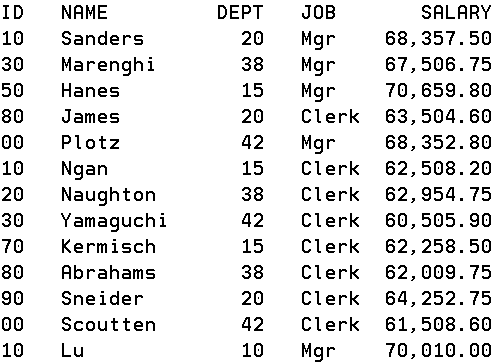 ID NAME DEPT JOB SALARY
10 Sanders 20 Mgr 68,357.50
30 Marenghi 38 Mgr 67,506.75
50 Hanes 15 Mgr 70,659.80
80 James 20 Clerk 63,504.60
00 Plotz 42 Mgr 68,352.80
10 Ngan 15 Clerk 62,508.20
20 Naughton 38 Clerk 62,954.75
30 Yamaguchi 42 Clerk 60,505.90
70 Kermisch 15 Clerk 62,258.50
80 Abrahams 38 Clerk 62,009.75
90 Sneider 20 Clerk 64,252.75
00 Scoutten 42 Clerk 61,508.60
10 Lu 10 Mgr 70,010.00